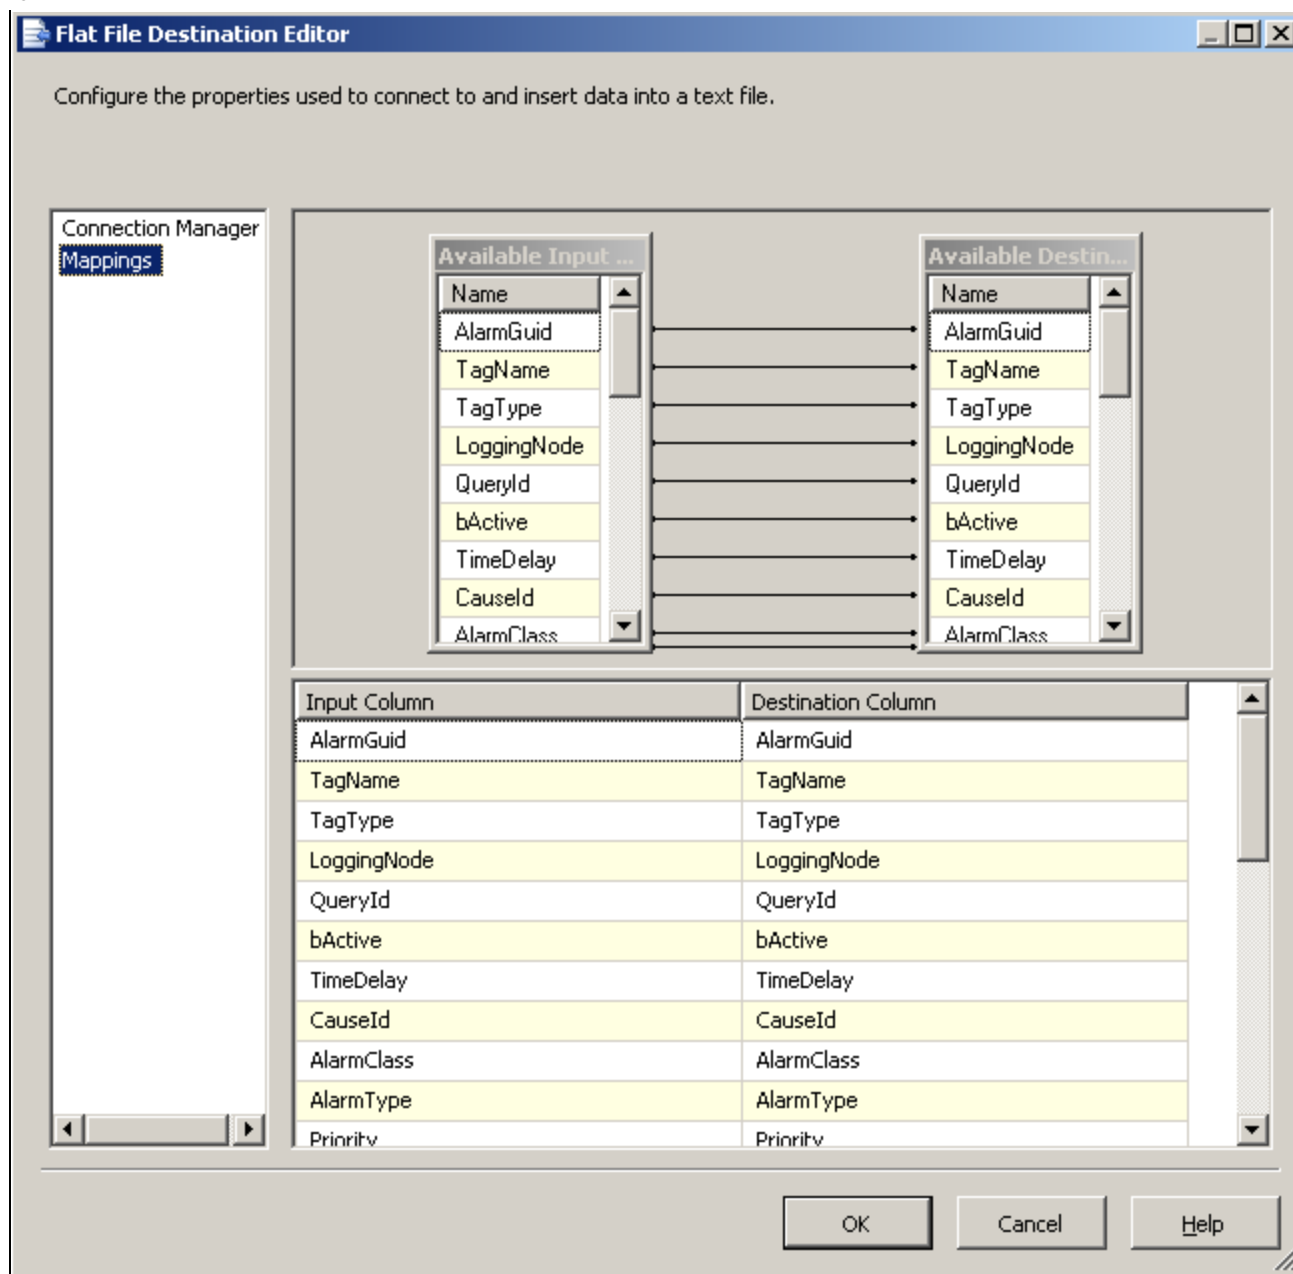 Flat File Destination Editor
Configure the properties used to connect to and insert data into a text file.
Connection Manager
Mappings
Available Input ...
Name
AlarmGuid
TagName
TagType
LoggingNode
QueryId
bActive
TimeDelay
CauseId
AlarmClass
Available Destin...
Name
AlarmGuid
TagName
TagType
LoggingNode
QueryId
bActive
TimeDelay
CauseId
AlarmClass
Input Column Destination Column
AlarmGuid AlarmGuid
TagName TagName
TagType TagType
LoggingNode LoggingNode
QueryId QueryId
bActive bActive
TimeDelay TimeDelay
CauseId CauseId
AlarmClass AlarmClass
AlarmType AlarmType
Priority Priority
OK Cancel Help